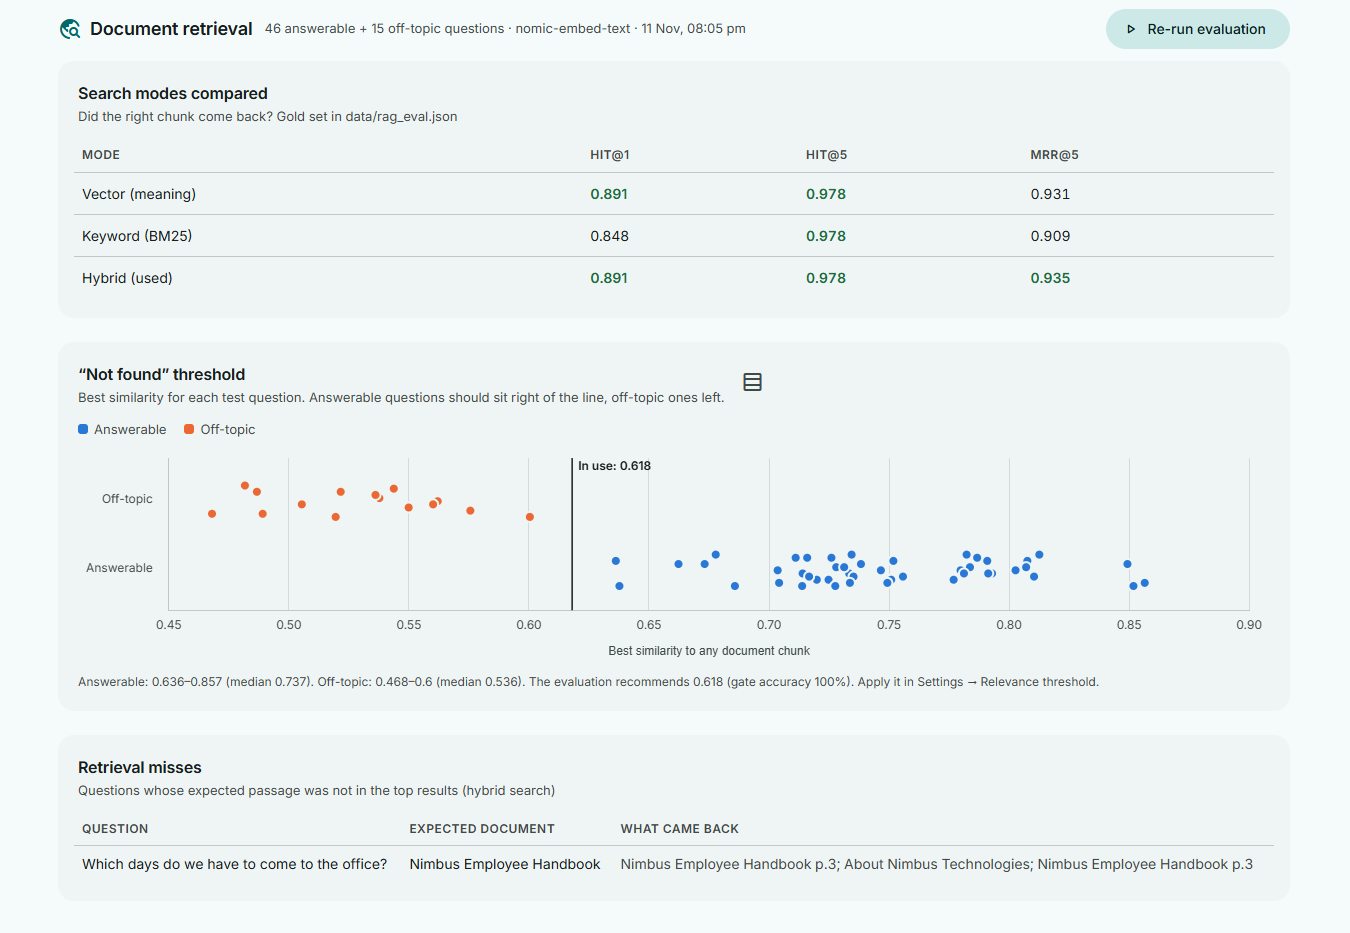 Document retrieval 46 answerable + 15 off-topic questions · nomic-embed-text · 11 Nov, 08:05 pm Re-run evaluation
Search modes compared
Did the right chunk come back? Gold set in data/rag_eval.json
MODE HIT@1 HIT@5 MRR@5
Vector (meaning) 0.891 0.978 0.931
Keyword (BM25) 0.848 0.978 0.909
Hybrid (used) 0.891 0.978 0.935
“Not found” threshold
Best similarity for each test question. Answerable questions should sit right of the line, off-topic ones left.
Answerable Off-topic
In use: 0.618
Off-topic
Answerable
0.45 0.50 0.55 0.60 0.65 0.70 0.75 0.80 0.85 0.90
Best similarity to any document chunk
Answerable: 0.636–0.857 (median 0.737). Off-topic: 0.468–0.6 (median 0.536). The evaluation recommends 0.618 (gate accuracy 100%). Apply it in Settings → Relevance threshold.
Retrieval misses
Questions whose expected passage was not in the top results (hybrid search)
QUESTION EXPECTED DOCUMENT WHAT CAME BACK
Which days do we have to come to the office? Nimbus Employee Handbook Nimbus Employee Handbook p.3; About Nimbus Technologies; Nimbus Employee Handbook p.3